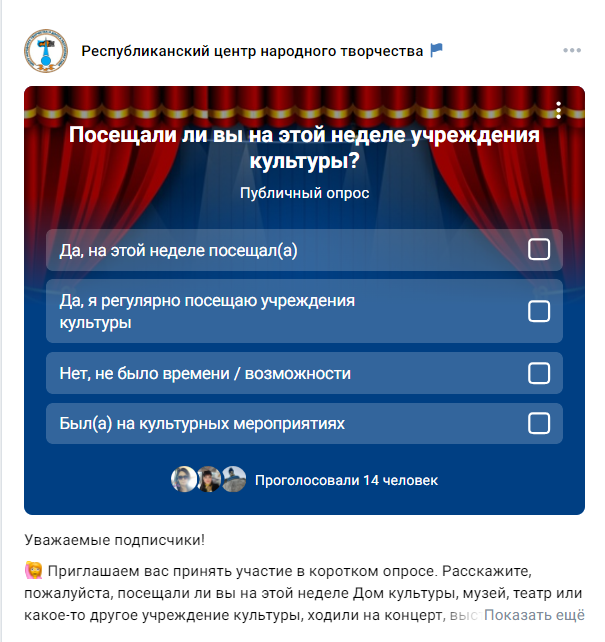 Республиканский центр народного творчества
Посещали ли вы на этой неделе учреждения
культуры?
Публичный опрос
Да, на этой неделе посещал(а)
Да, я регулярно посещаю учреждения
культуры
Нет, не было времени / возможности
Был(а) на культурных мероприятиях
Проголосовали 14 человек
Уважаемые подписчики!
Приглашаем вас принять участие в коротком опросе. Расскажите,
пожалуйста, посещали ли вы на этой неделе Дом культуры, музей, театр или
какое-то другое учреждение культуры, ходили на концерт, выс Показать ещё